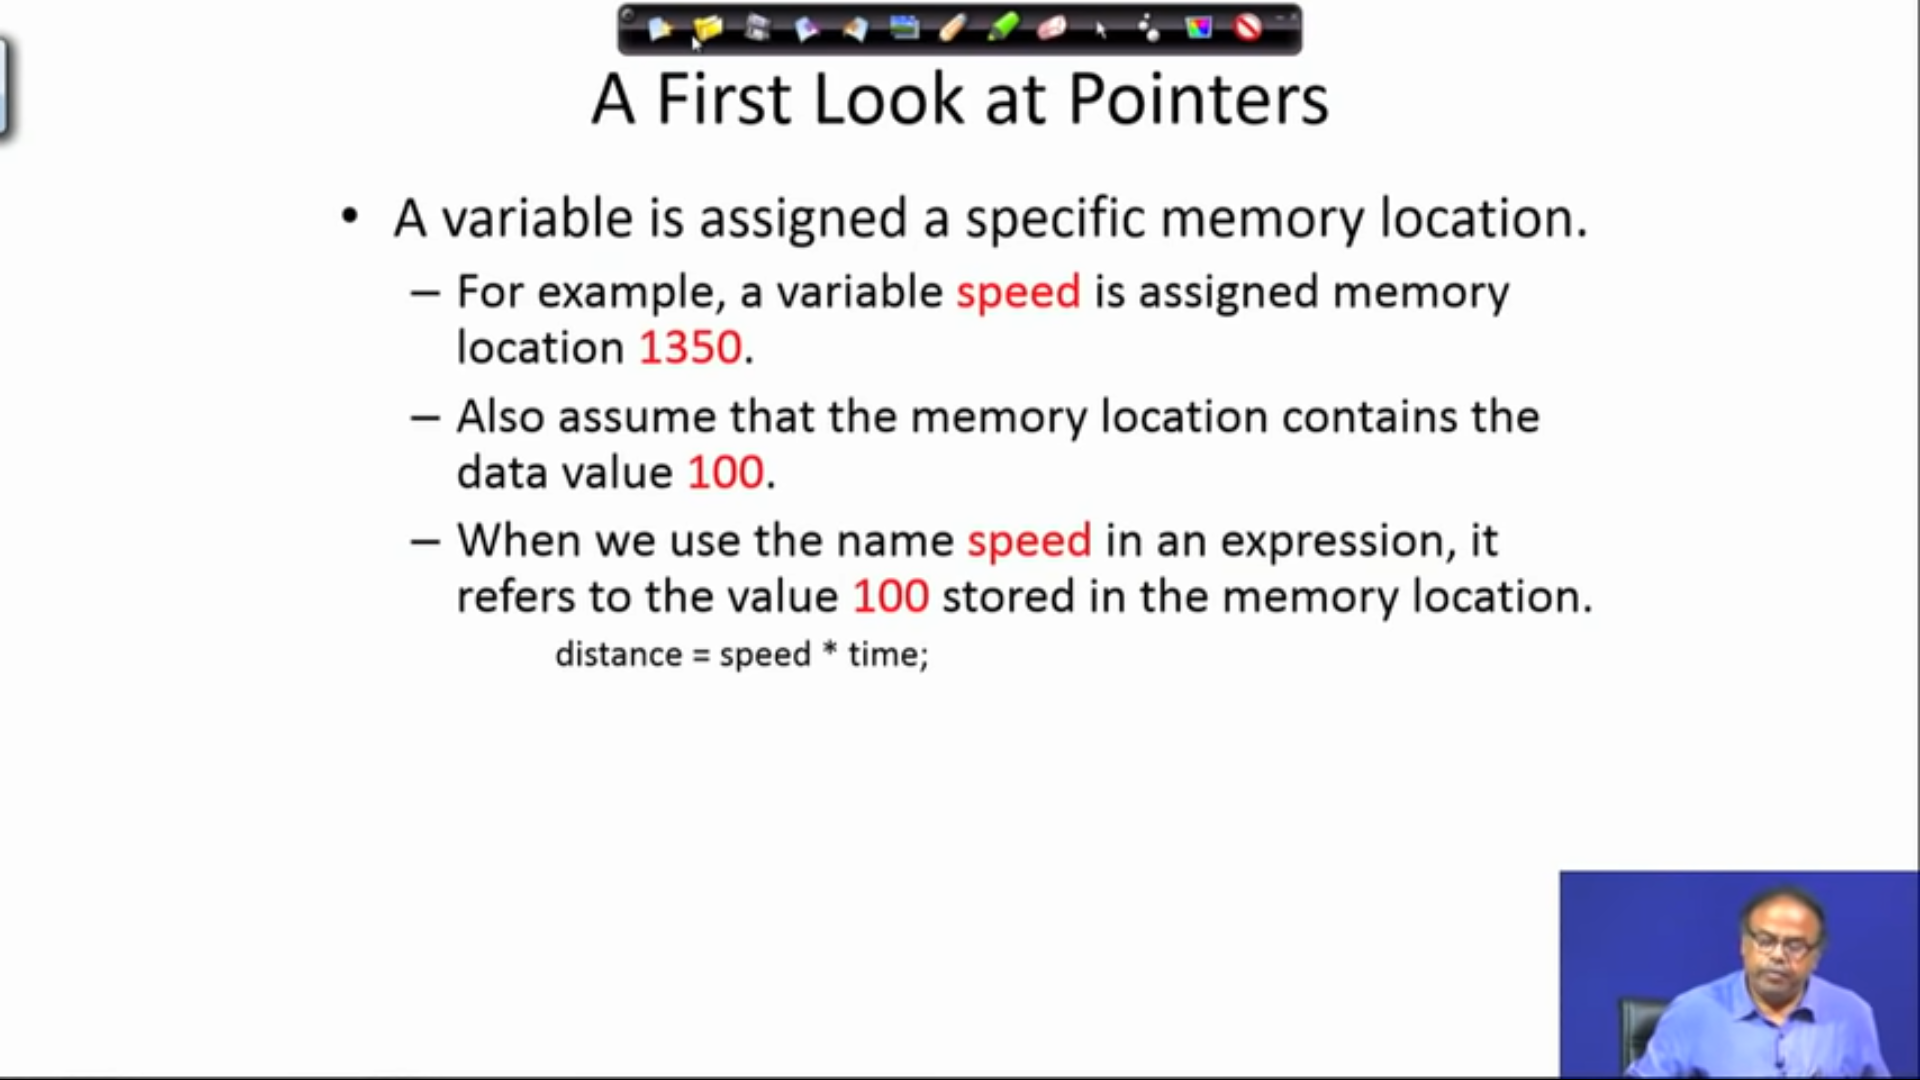 A First Look at Pointers
• A variable is assigned a specific memory location.
– For example, a variable speed is assigned memory
location 1350.
– Also assume that the memory location contains the
data value 100.
– When we use the name speed in an expression, it
refers to the value 100 stored in the memory location.
distance = speed * time;